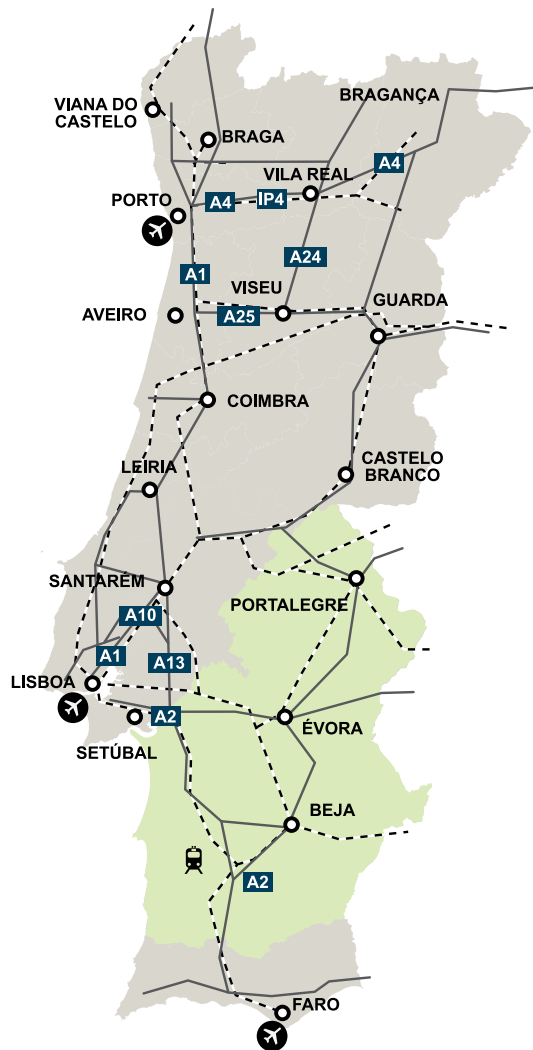 VIANA DO
CASTELO
BRAGANÇA
BRAGA
A4
VILA REAL
A4
IP4
PORTO
A24
A1
VISEU
GUARDA
AVEIRO
A25
COIMBRA
CASTELO
BRANCO
LEIRIA
SANTARÉM
PORTALEGRE
A10
A1
A13
LISBOA
A2
ÉVORA
SETÚBAL
BEJA
A2
FARO